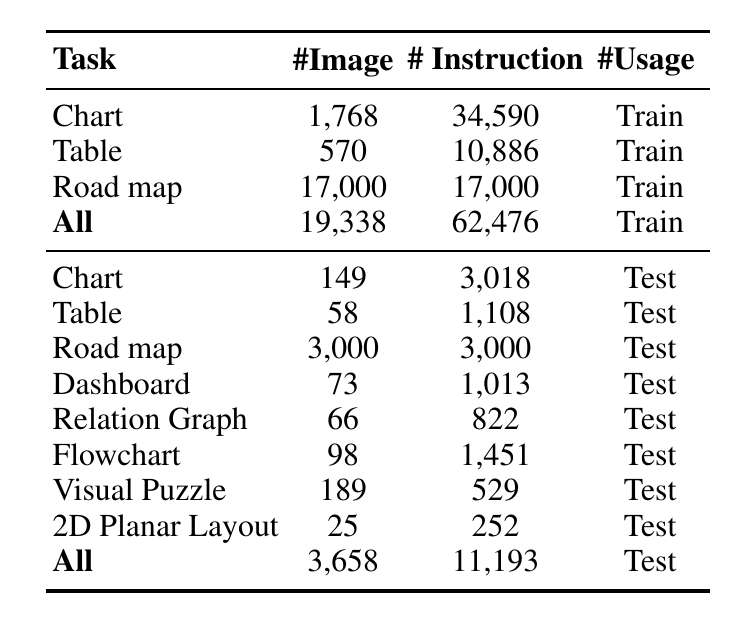 Task #Image # Instruction #Usage
Chart 1,768 34,590 Train
Table 570 10,886 Train
Road map 17,000 17,000 Train
All 19,338 62,476 Train
Chart 149 3,018 Test
Table 58 1,108 Test
Road map 3,000 3,000 Test
Dashboard 73 1,013 Test
Relation Graph 66 822 Test
Flowchart 98 1,451 Test
Visual Puzzle 189 529 Test
2D Planar Layout 25 252 Test
All 3,658 11,193 Test